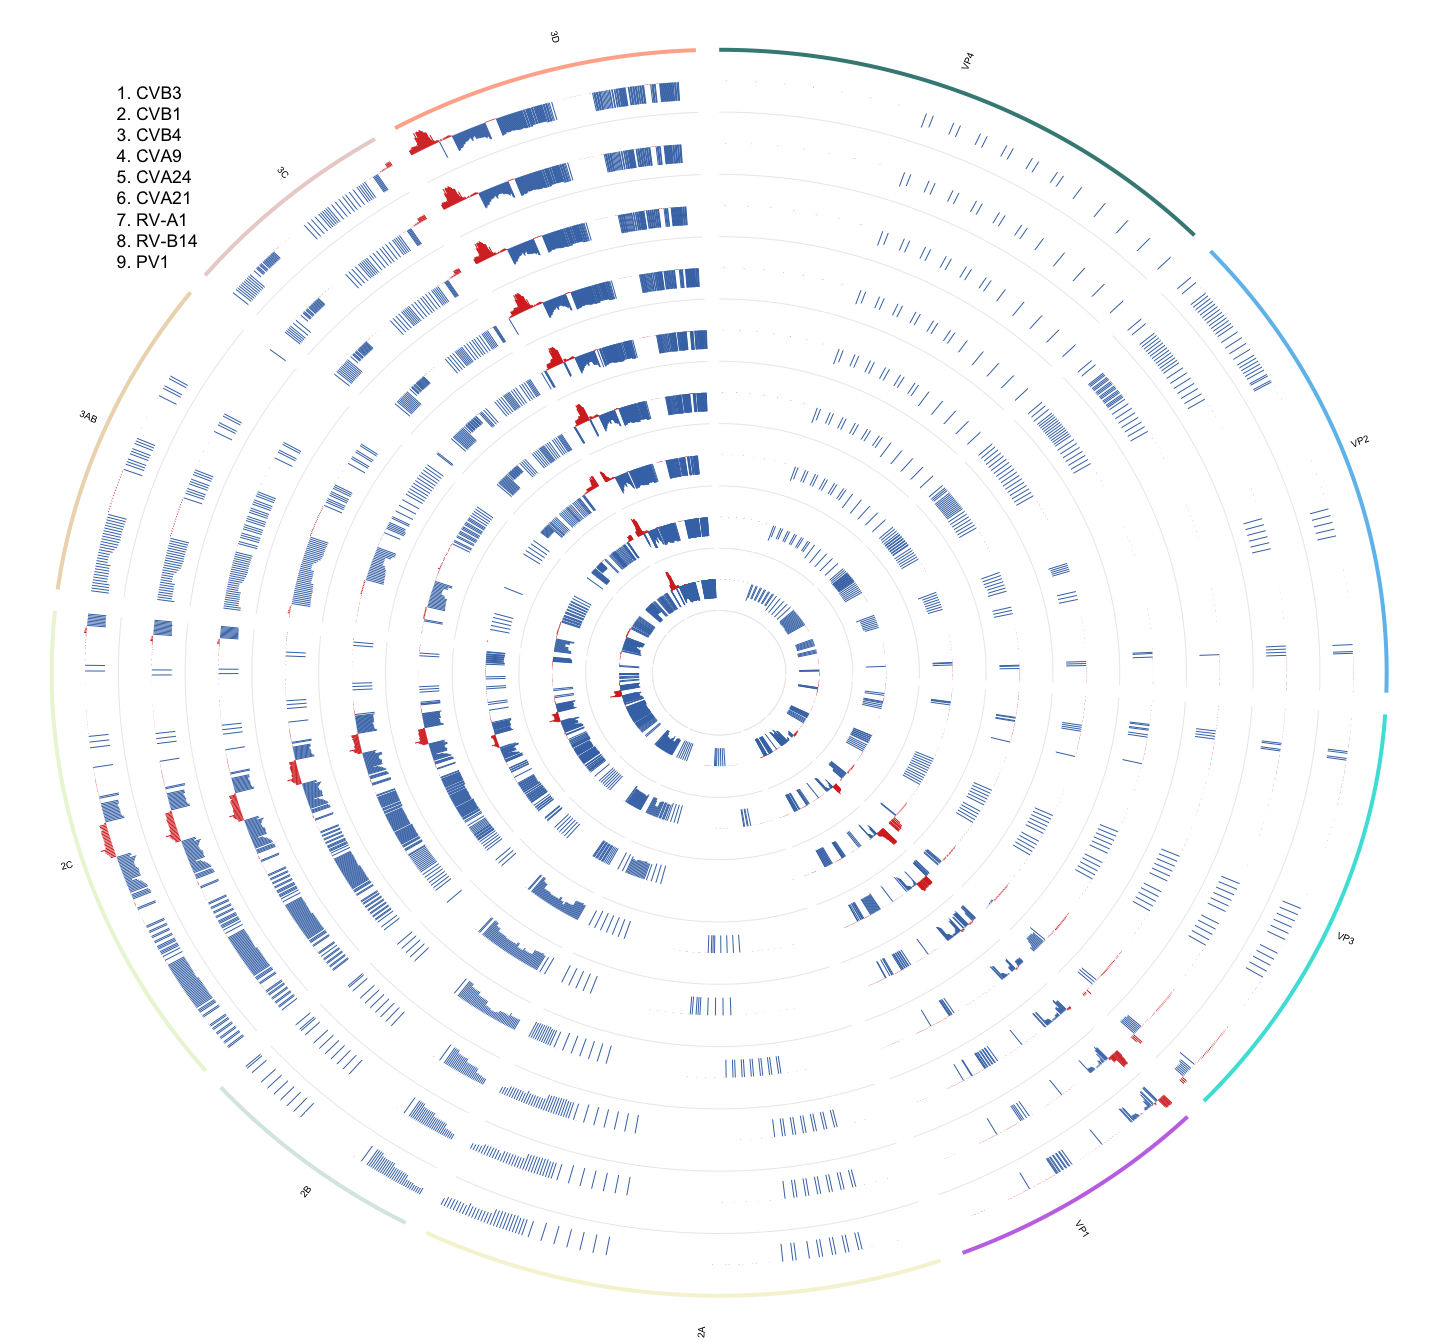 3D
VP4
1. CVB3
2. CVB1
3. CVB4
4. CVA9
5. CVA24
6. CVA21
7. RV-A1
8. RV-B14
9. PV1
3C
3AB
VP2
2C
VP3
2B
VP1
2A